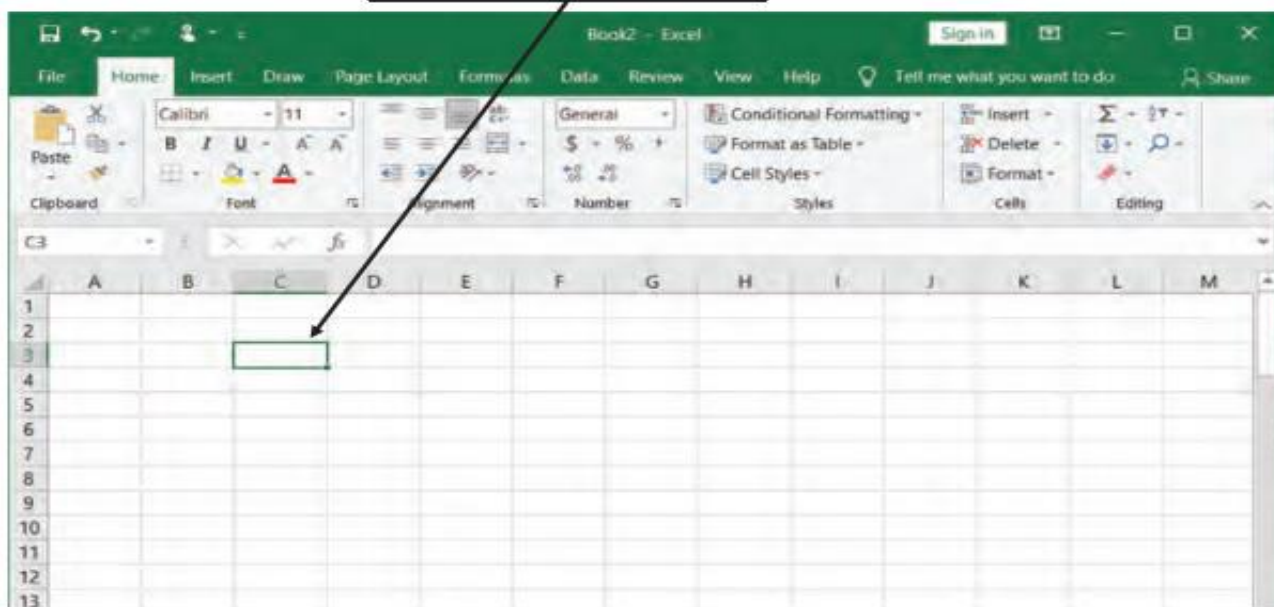 Book2 - Excel
Sign in
File Home Insert Draw Page Layout Formulas Data Review View Help Tell me what you want to do Share
Paste
Calibri 11
B I U A A
A
General
$ %
Conditional Formatting
Format as Table
Cell Styles
Insert
Delete
Format
Σ
Clipboard Font Alignment Number Styles Cells Editing
C3 fx
A B C D E F G H I J K L M
1
2
3
4
5
6
7
8
9
10
11
12
13